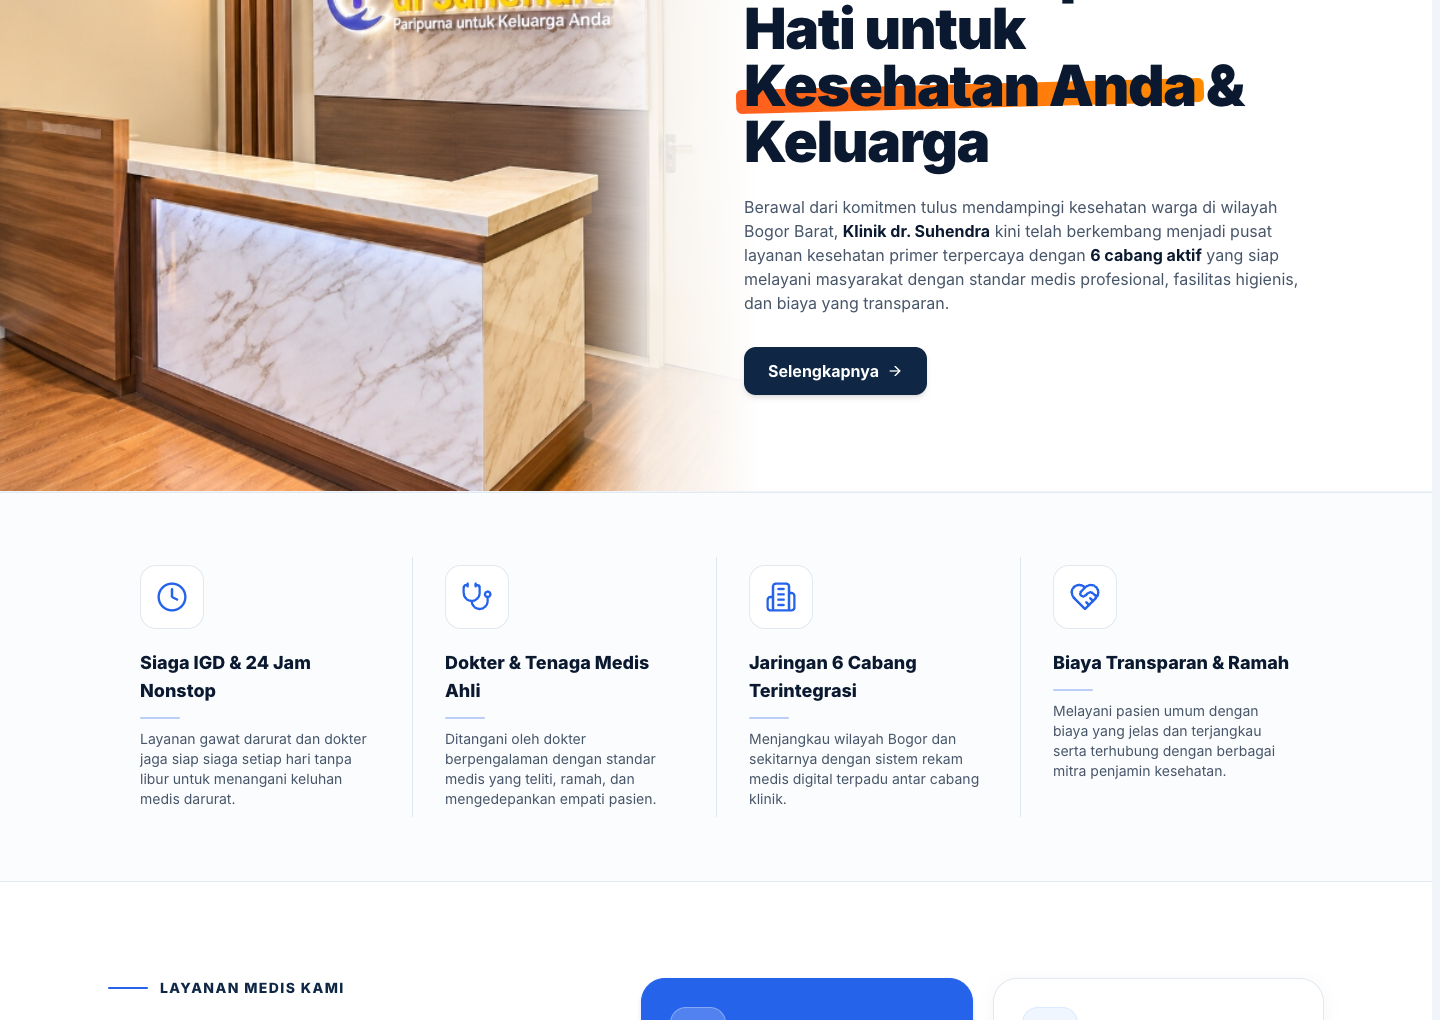 Paripurna untuk Keluarga Anda
Hati untuk
Kesehatan Anda &
Keluarga
Berawal dari komitmen tulus mendampingi kesehatan warga di wilayah
Bogor Barat, Klinik dr. Suhendra kini telah berkembang menjadi pusat
layanan kesehatan primer terpercaya dengan 6 cabang aktif yang siap
melayani masyarakat dengan standar medis profesional, fasilitas higienis,
dan biaya yang transparan.
Selengkapnya →
Siaga IGD & 24 Jam
Nonstop
Layanan gawat darurat dan dokter
jaga siap siaga setiap hari tanpa
libur untuk menangani keluhan
medis darurat.
Dokter & Tenaga Medis
Ahli
Ditangani oleh dokter
berpengalaman dengan standar
medis yang teliti, ramah, dan
mengedepankan empati pasien.
Jaringan 6 Cabang
Terintegrasi
Menjangkau wilayah Bogor dan
sekitarnya dengan sistem rekam
medis digital terpadu antar cabang
klinik.
Biaya Transparan & Ramah
Melayani pasien umum dengan
biaya yang jelas dan terjangkau
serta terhubung dengan berbagai
mitra penjamin kesehatan.
LAYANAN MEDIS KAMI